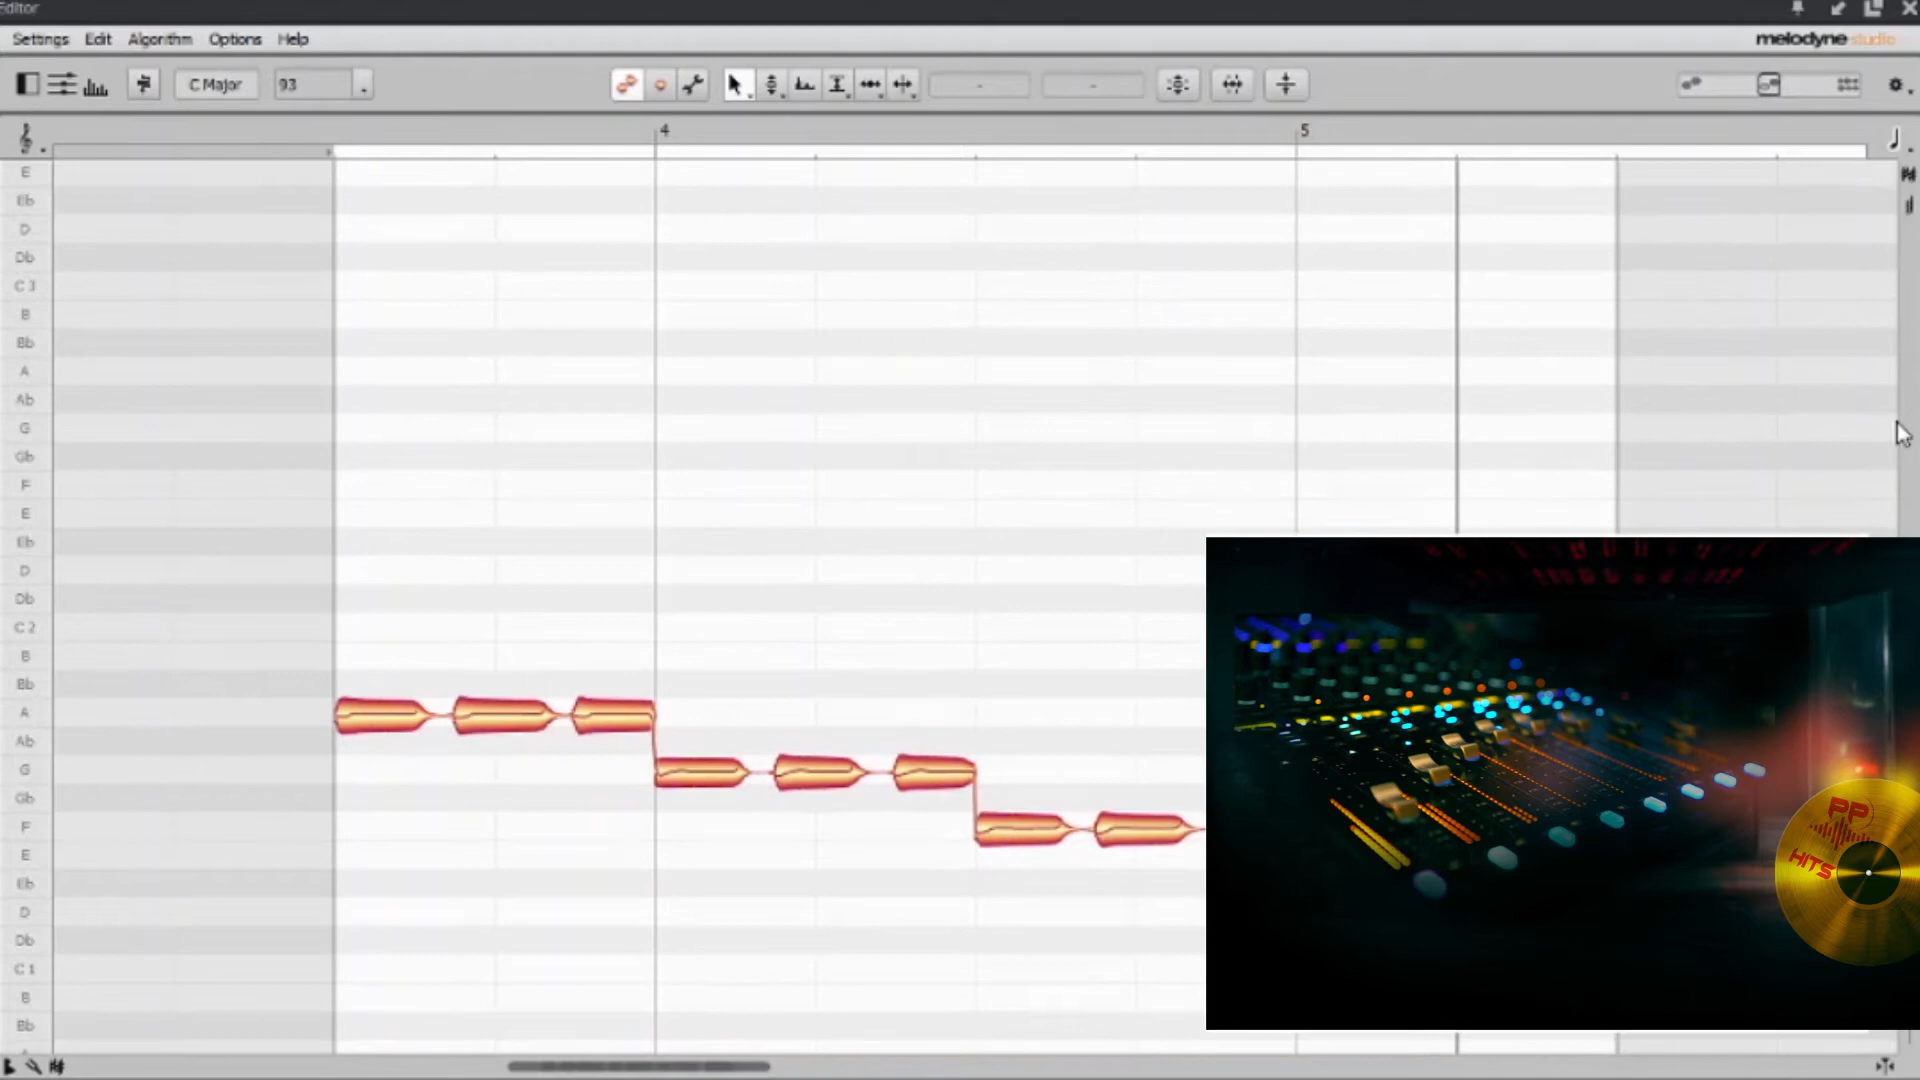 Editor
Settings Edit Algorithm Options Help
melodyne studio
C Major 93 - -
4 5
E
Eb
D
Db
C 3
B
Bb
A
Ab
G
Gb
F
E
Eb
D
Db
C 2
B
Bb
A
Ab
G
Gb
F
E
Eb
D
Db
C 1
B
Bb
PP
HITS